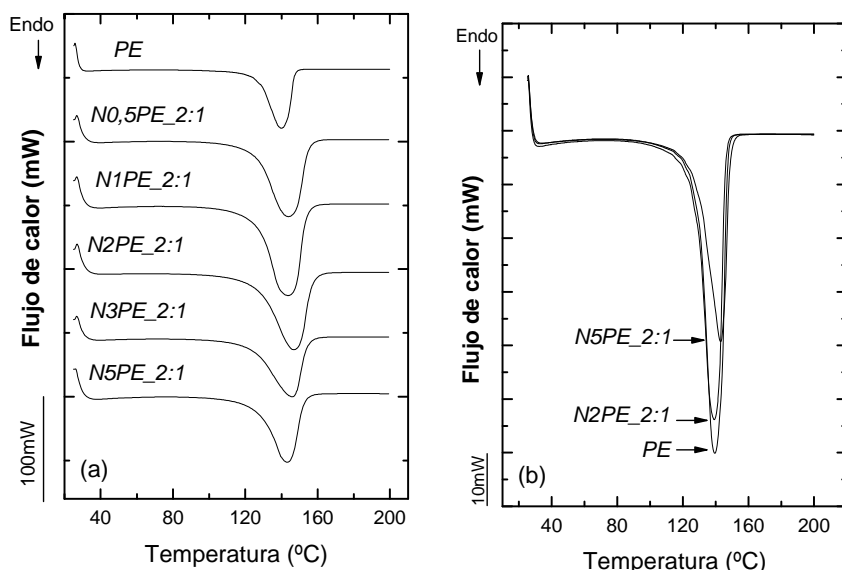 Endo
PE
N0,5PE_2:1
N1PE_2:1
N2PE_2:1
N3PE_2:1
N5PE_2:1
Flujo de calor (mW)
100mW
(a)
40 80 120 160 200
Temperatura (ºC)
Endo
Flujo de calor (mW)
N5PE_2:1
N2PE_2:1
PE
10mW
(b)
40 80 120 160 200
Temperatura (ºC)